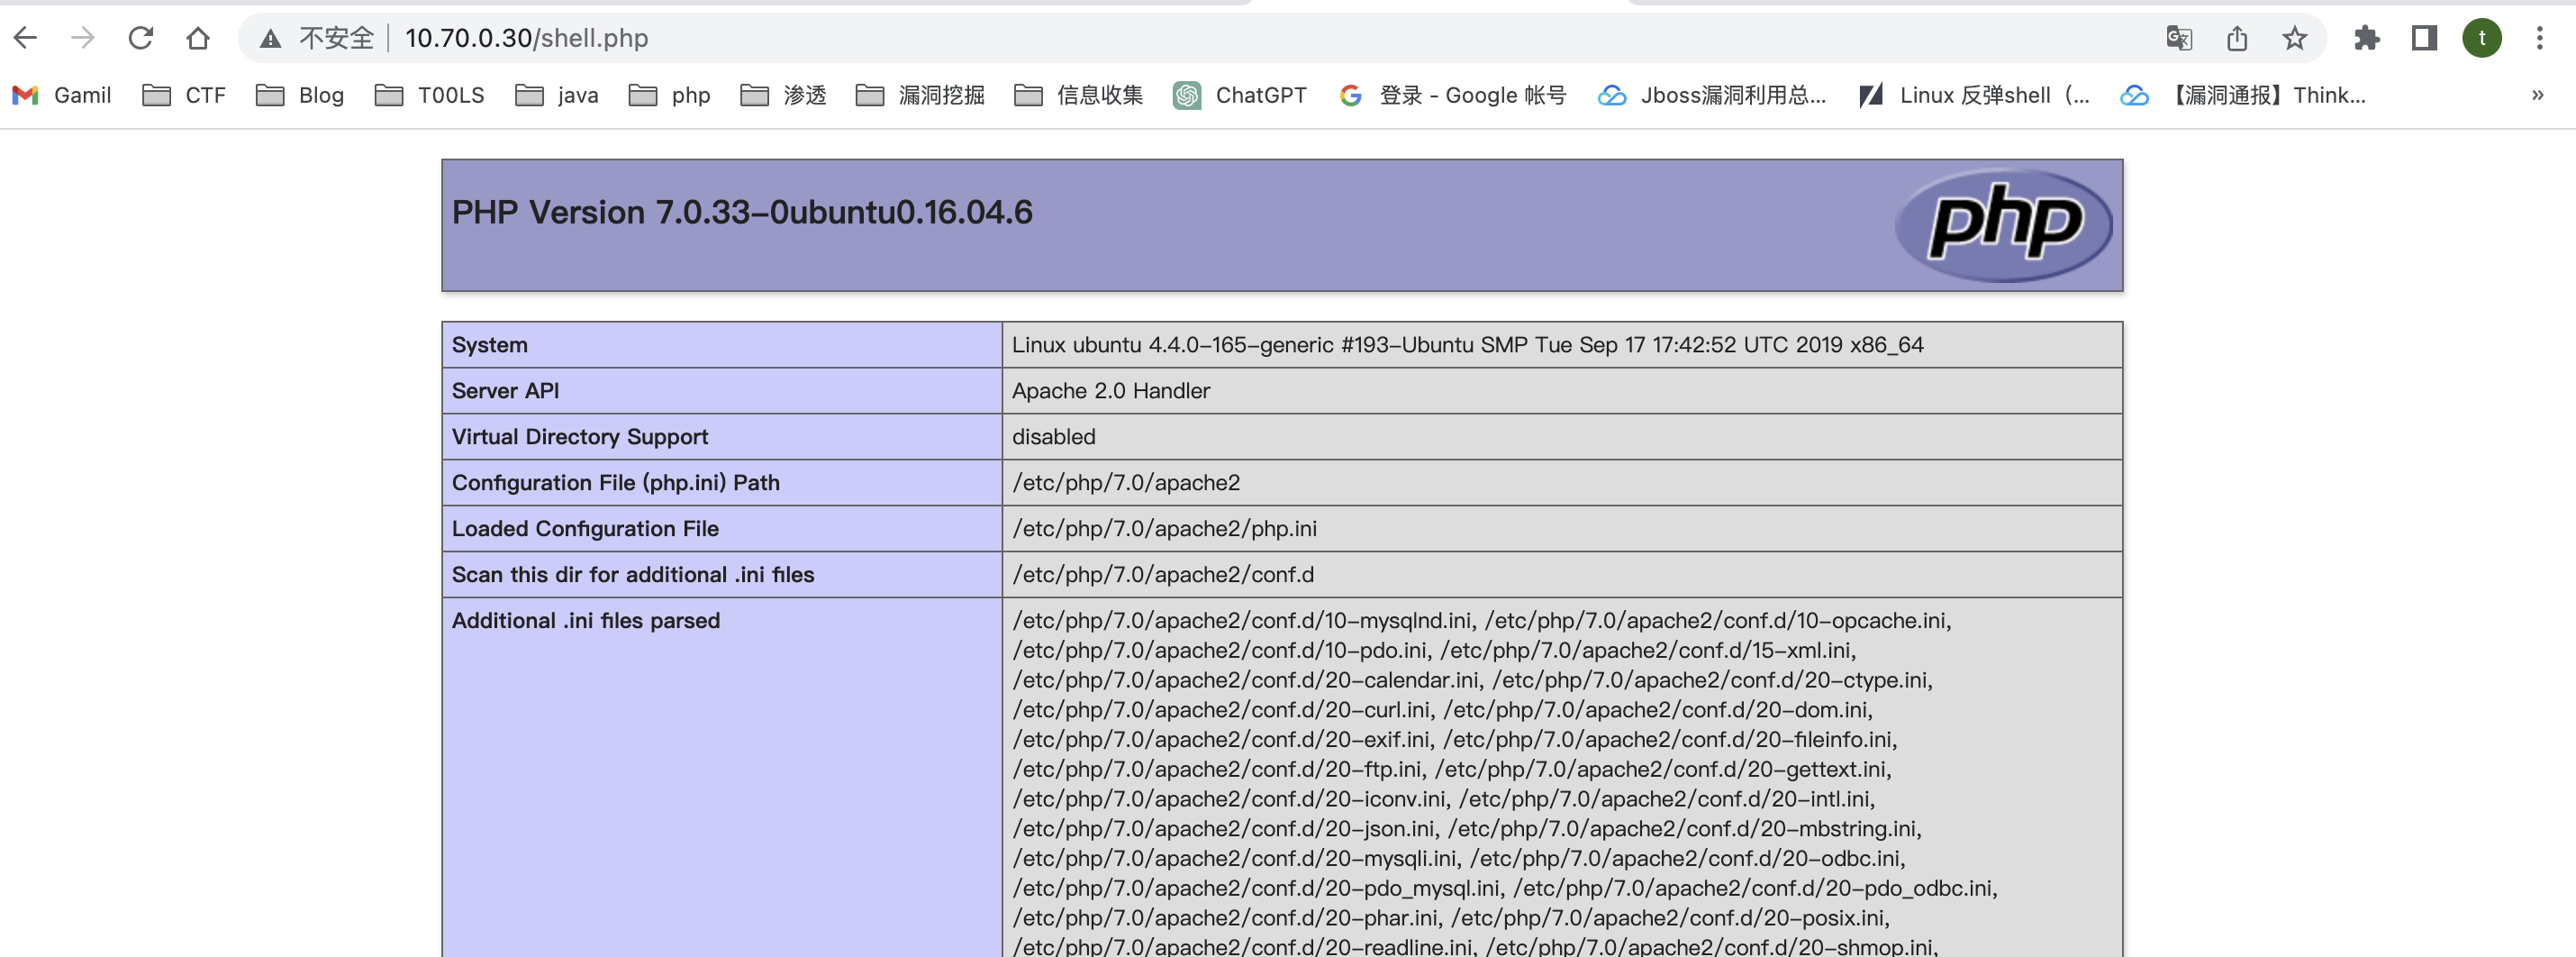 不安全 10.70.0.30/shell.php t
Gamil CTF Blog T00LS java php 渗透 漏洞挖掘 信息收集 ChatGPT 登录 - Google 帐号 Jboss漏洞利用总... Linux 反弹shell（... 【漏洞通报】Think... »
PHP Version 7.0.33-0ubuntu0.16.04.6 php
System Linux ubuntu 4.4.0-165-generic #193-Ubuntu SMP Tue Sep 17 17:42:52 UTC 2019 x86_64
Server API Apache 2.0 Handler
Virtual Directory Support disabled
Configuration File (php.ini) Path /etc/php/7.0/apache2
Loaded Configuration File /etc/php/7.0/apache2/php.ini
Scan this dir for additional .ini files /etc/php/7.0/apache2/conf.d
Additional .ini files parsed /etc/php/7.0/apache2/conf.d/10-mysqlnd.ini, /etc/php/7.0/apache2/conf.d/10-opcache.ini,
/etc/php/7.0/apache2/conf.d/10-pdo.ini, /etc/php/7.0/apache2/conf.d/15-xml.ini,
/etc/php/7.0/apache2/conf.d/20-calendar.ini, /etc/php/7.0/apache2/conf.d/20-ctype.ini,
/etc/php/7.0/apache2/conf.d/20-curl.ini, /etc/php/7.0/apache2/conf.d/20-dom.ini,
/etc/php/7.0/apache2/conf.d/20-exif.ini, /etc/php/7.0/apache2/conf.d/20-fileinfo.ini,
/etc/php/7.0/apache2/conf.d/20-ftp.ini, /etc/php/7.0/apache2/conf.d/20-gettext.ini,
/etc/php/7.0/apache2/conf.d/20-iconv.ini, /etc/php/7.0/apache2/conf.d/20-intl.ini,
/etc/php/7.0/apache2/conf.d/20-json.ini, /etc/php/7.0/apache2/conf.d/20-mbstring.ini,
/etc/php/7.0/apache2/conf.d/20-mysqli.ini, /etc/php/7.0/apache2/conf.d/20-odbc.ini,
/etc/php/7.0/apache2/conf.d/20-pdo_mysql.ini, /etc/php/7.0/apache2/conf.d/20-pdo_odbc.ini,
/etc/php/7.0/apache2/conf.d/20-phar.ini, /etc/php/7.0/apache2/conf.d/20-posix.ini,
/etc/php/7.0/apache2/conf.d/20-readline.ini, /etc/php/7.0/apache2/conf.d/20-shmop.ini,